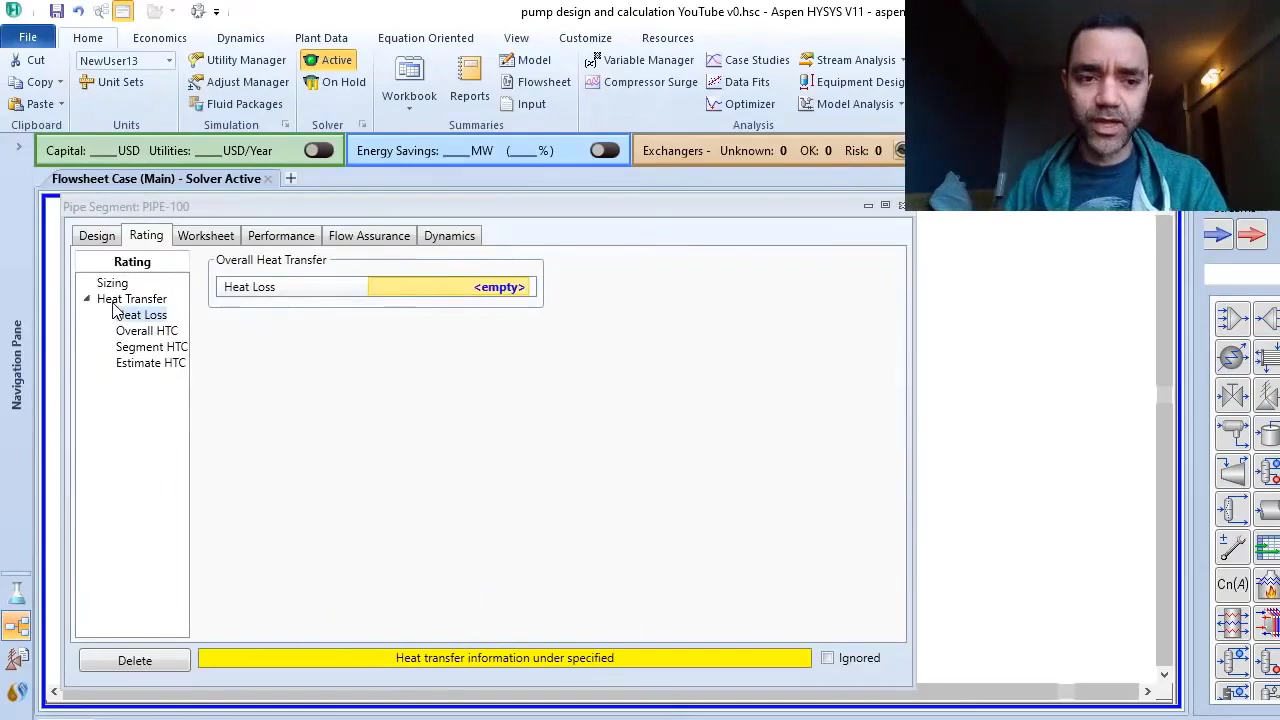 pump design and calculation YouTube v0.hsc - Aspen HYSYS V11 - aspen
File
Home
Economics
Dynamics
Plant Data
Equation Oriented
View
Customize
Resources
Cut
Copy
Paste
Clipboard
NewUser13
Unit Sets
Units
Utility Manager
Adjust Manager
Fluid Packages
Simulation
Active
On Hold
Solver
Workbook
Reports
Model
Flowsheet
Input
Summaries
Variable Manager
Compressor Surge
Case Studies
Data Fits
Optimizer
Stream Analysis
Equipment Desig
Model Analysis
Analysis
Capital: ____USD Utilities: ____USD/Year
Energy Savings: ____MW (____%)
Exchangers - Unknown: 0 OK: 0 Risk: 0
Flowsheet Case (Main) - Solver Active
Pipe Segment: PIPE-100
Design
Rating
Worksheet
Performance
Flow Assurance
Dynamics
Rating
Sizing
Heat Transfer
Heat Loss
Overall HTC
Segment HTC
Estimate HTC
Overall Heat Transfer
Heat Loss <empty>
Navigation Pane
Delete
Heat transfer information under specified
Ignored
Cn(A)